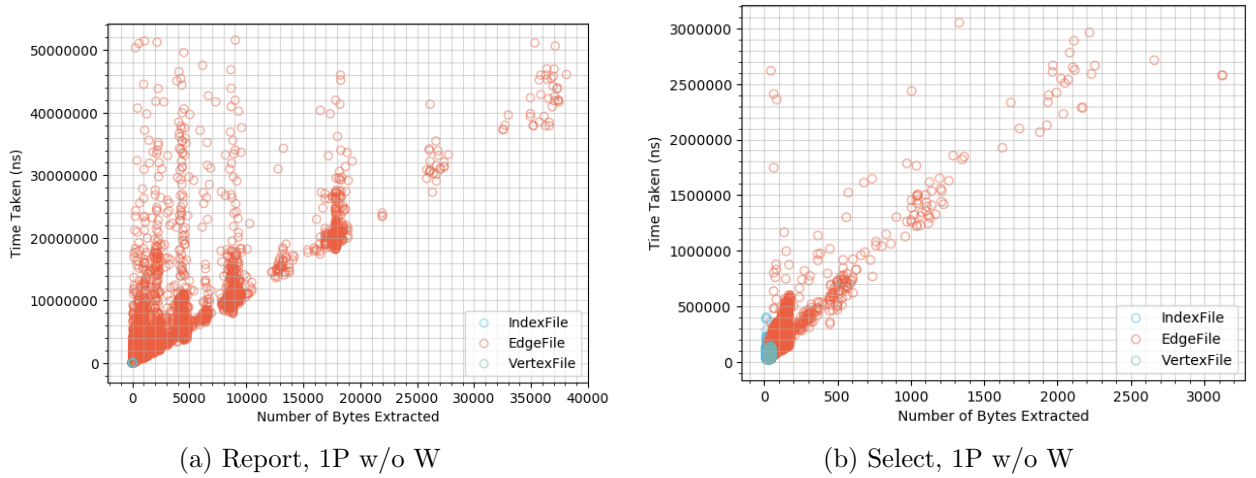 50000000
40000000
30000000
20000000
10000000
0
Time Taken (ns)
IndexFile
EdgeFile
VertexFile
0 5000 10000 15000 20000 25000 30000 35000 40000
Number of Bytes Extracted
(a) Report, 1P w/o W
3000000
2500000
2000000
1500000
1000000
500000
0
Time Taken (ns)
IndexFile
EdgeFile
VertexFile
0 500 1000 1500 2000 2500 3000
Number of Bytes Extracted
(b) Select, 1P w/o W